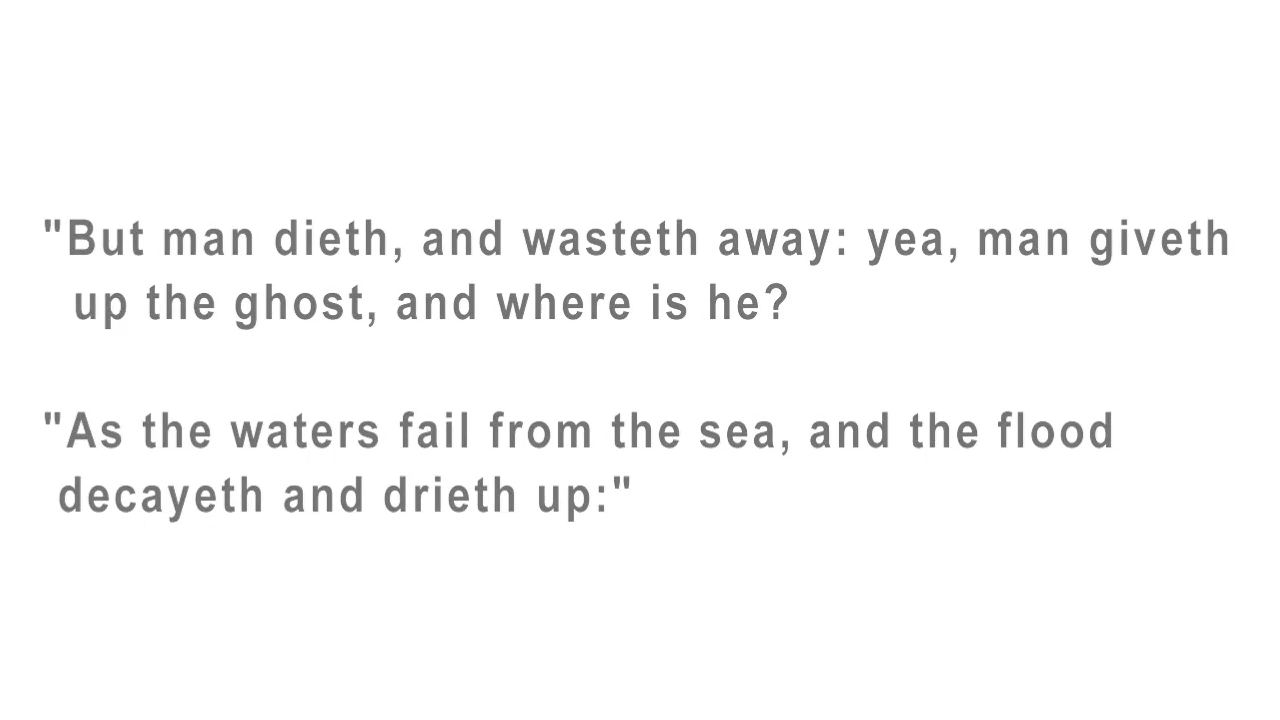 "But man dieth, and wasteth away: yea, man giveth
up the ghost, and where is he?
"As the waters fail from the sea, and the flood
decayeth and drieth up:"